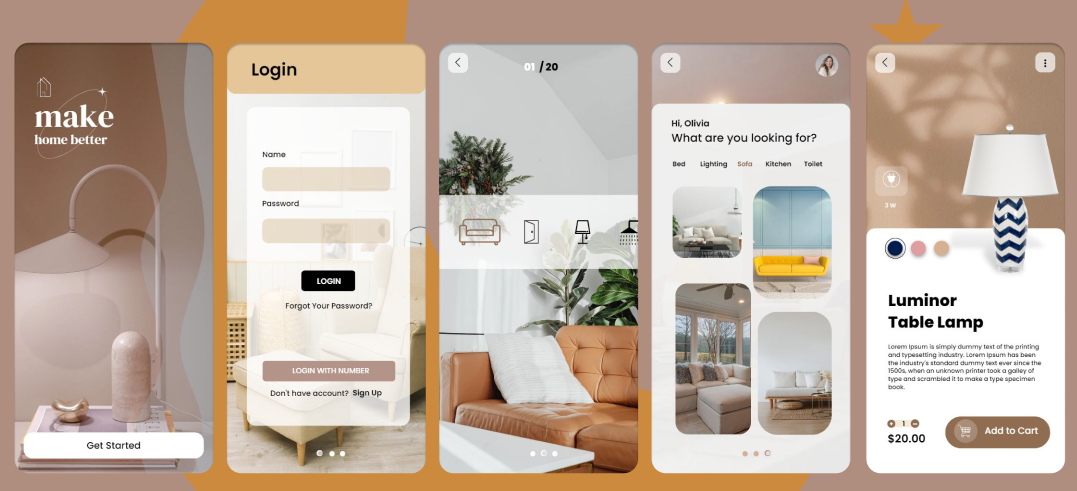 make
home better
Get Started
Login
Name
Password
LOGIN
Forgot Your Password?
LOGIN WITH NUMBER
Don't have account? Sign Up
01 / 20
Hi, Olivia
What are you looking for?
Bed Lighting Sofa Kitchen Toilet
3 W
Luminor
Table Lamp
Lorem Ipsum is simply dummy text of the printing
and typesetting industry. Lorem Ipsum has been
the industry's standard dummy text ever since the
1500s, when an unknown printer took a galley of
type and scrambled it to make a type specimen
book.
1
$20.00
Add to Cart